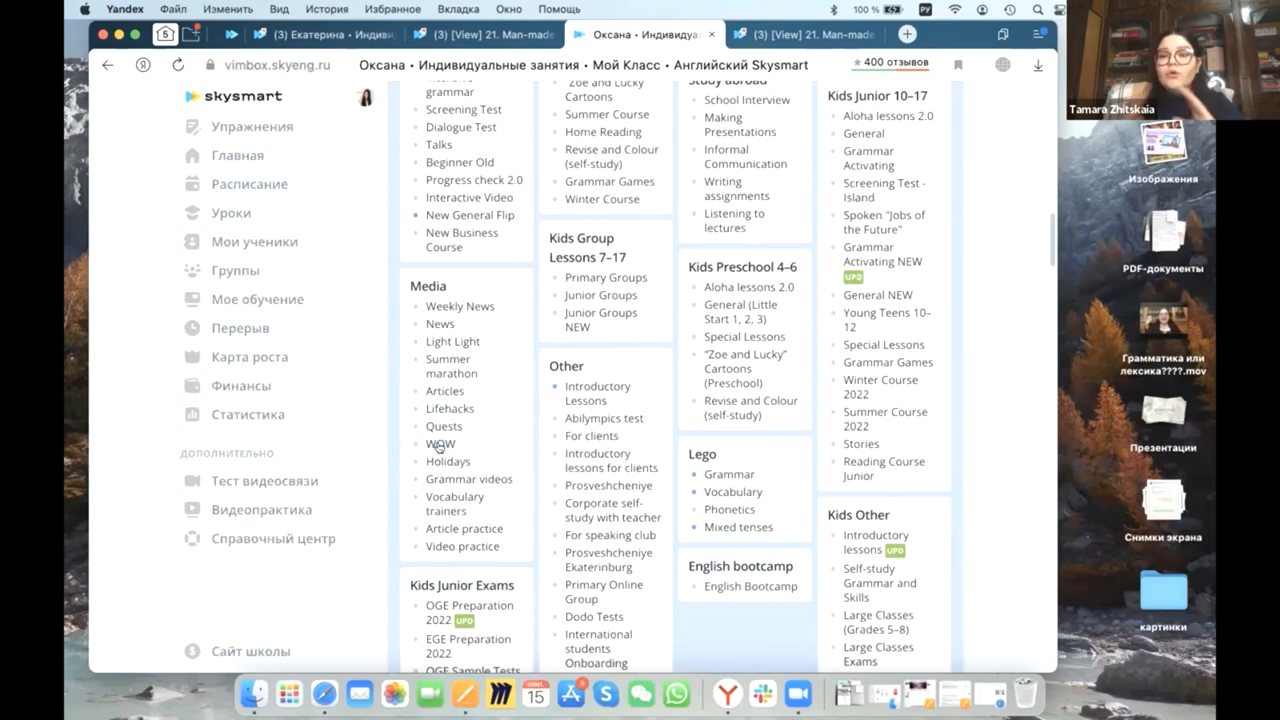 Yandex Файл Изменить Вид История Избранное Вкладка Окно Помощь 100 % РУ
5 (3) Екатерина • Индиви (3) [View] 21. Man-made Оксана • Индивидуа (3) [View] 21. Man-made
vimbox.skyeng.ru Оксана • Индивидуальные занятия • Мой Класс • Английский Skysmart 400 отзывов
Tamara Zhitskaia
skysmart
Упражнения
Главная
Расписание
Уроки
Мои ученики
Группы
Мое обучение
Перерыв
Карта роста
Финансы
Статистика
ДОПОЛНИТЕЛЬНО
Тест видеосвязи
Видеопрактика
Справочный центр
Сайт школы
grammar
Screening Test
Dialogue Test
Talks
Beginner Old
Progress check 2.0
Interactive Video
New General Flip
New Business
Course
Media
Weekly News
News
Light Light
Summer
marathon
Articles
Lifehacks
Quests
WOW
Holidays
Grammar videos
Vocabulary
trainers
Article practice
Video practice
Kids Junior Exams
OGE Preparation
2022 UPD
EGE Preparation
2022
OGE Sample Tests
"Zoe and Lucky"
Cartoons
Summer Course
Home Reading
Revise and Colour
(self-study)
Grammar Games
Winter Course
Kids Group
Lessons 7–17
Primary Groups
Junior Groups
Junior Groups
NEW
Other
Introductory
Lessons
Abilympics test
For clients
Introductory
lessons for clients
Prosveshcheniye
Corporate self-
study with teacher
For speaking club
Prosveshcheniye
Ekaterinburg
Primary Online
Group
Dodo Tests
International
students
Onboarding
Study abroad
School Interview
Making
Presentations
Informal
Communication
Writing
assignments
Listening to
lectures
Kids Preschool 4–6
Aloha lessons 2.0
General (Little
Start 1, 2, 3)
Special Lessons
"Zoe and Lucky"
Cartoons
(Preschool)
Revise and Colour
(self-study)
Lego
Grammar
Vocabulary
Phonetics
Mixed tenses
English bootcamp
English Bootcamp
Kids Junior 10–17
Aloha lessons 2.0
General
Grammar
Activating
Screening Test -
Island
Spoken "Jobs of
the Future"
Grammar
Activating NEW
UPD
General NEW
Young Teens 10–
12
Special Lessons
Grammar Games
Winter Course
2022
Summer Course
2022
Stories
Reading Course
Junior
Kids Other
Introductory
lessons UPD
Self-study
Grammar and
Skills
Large Classes
(Grades 5–8)
Large Classes
Exams
Изображения
PDF-документы
Грамматика или
лексика????.mov
Презентации
Снимки экрана
картинки
15